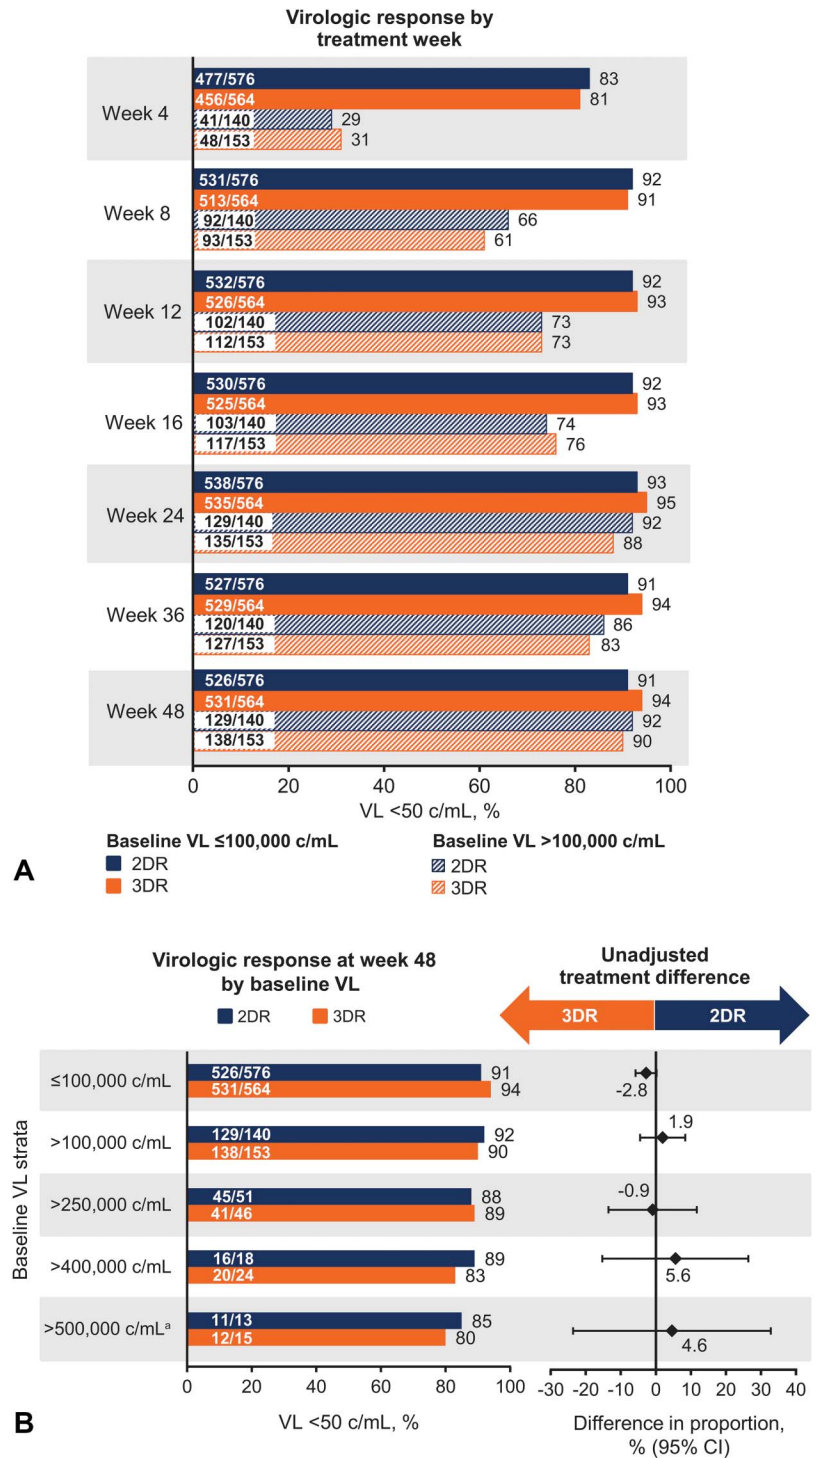 Virologic response by
treatment week
Week 4
477/576 83
456/564 81
41/140 29
48/153 31
Week 8
531/576 92
513/564 91
92/140 66
93/153 61
Week 12
532/576 92
526/564 93
102/140 73
112/153 73
Week 16
530/576 92
525/564 93
103/140 74
117/153 76
Week 24
538/576 93
535/564 95
129/140 92
135/153 88
Week 36
527/576 91
529/564 94
120/140 86
127/153 83
Week 48
526/576 91
531/564 94
129/140 92
138/153 90
0 20 40 60 80 100
VL <50 c/mL, %
Baseline VL ≤100,000 c/mL
2DR
3DR
Baseline VL >100,000 c/mL
2DR
3DR
A
Virologic response at week 48
by baseline VL
2DR 3DR
Unadjusted
treatment difference
3DR 2DR
Baseline VL strata
≤100,000 c/mL
526/576 91
531/564 94
-2.8
>100,000 c/mL
129/140 92
138/153 90
1.9
>250,000 c/mL
45/51 88
41/46 89
-0.9
>400,000 c/mL
16/18 89
20/24 83
5.6
>500,000 c/mLª
11/13 85
12/15 80
4.6
0 20 40 60 80 100
VL <50 c/mL, %
-30 -20 -10 0 10 20 30 40
Difference in proportion,
% (95% CI)
B